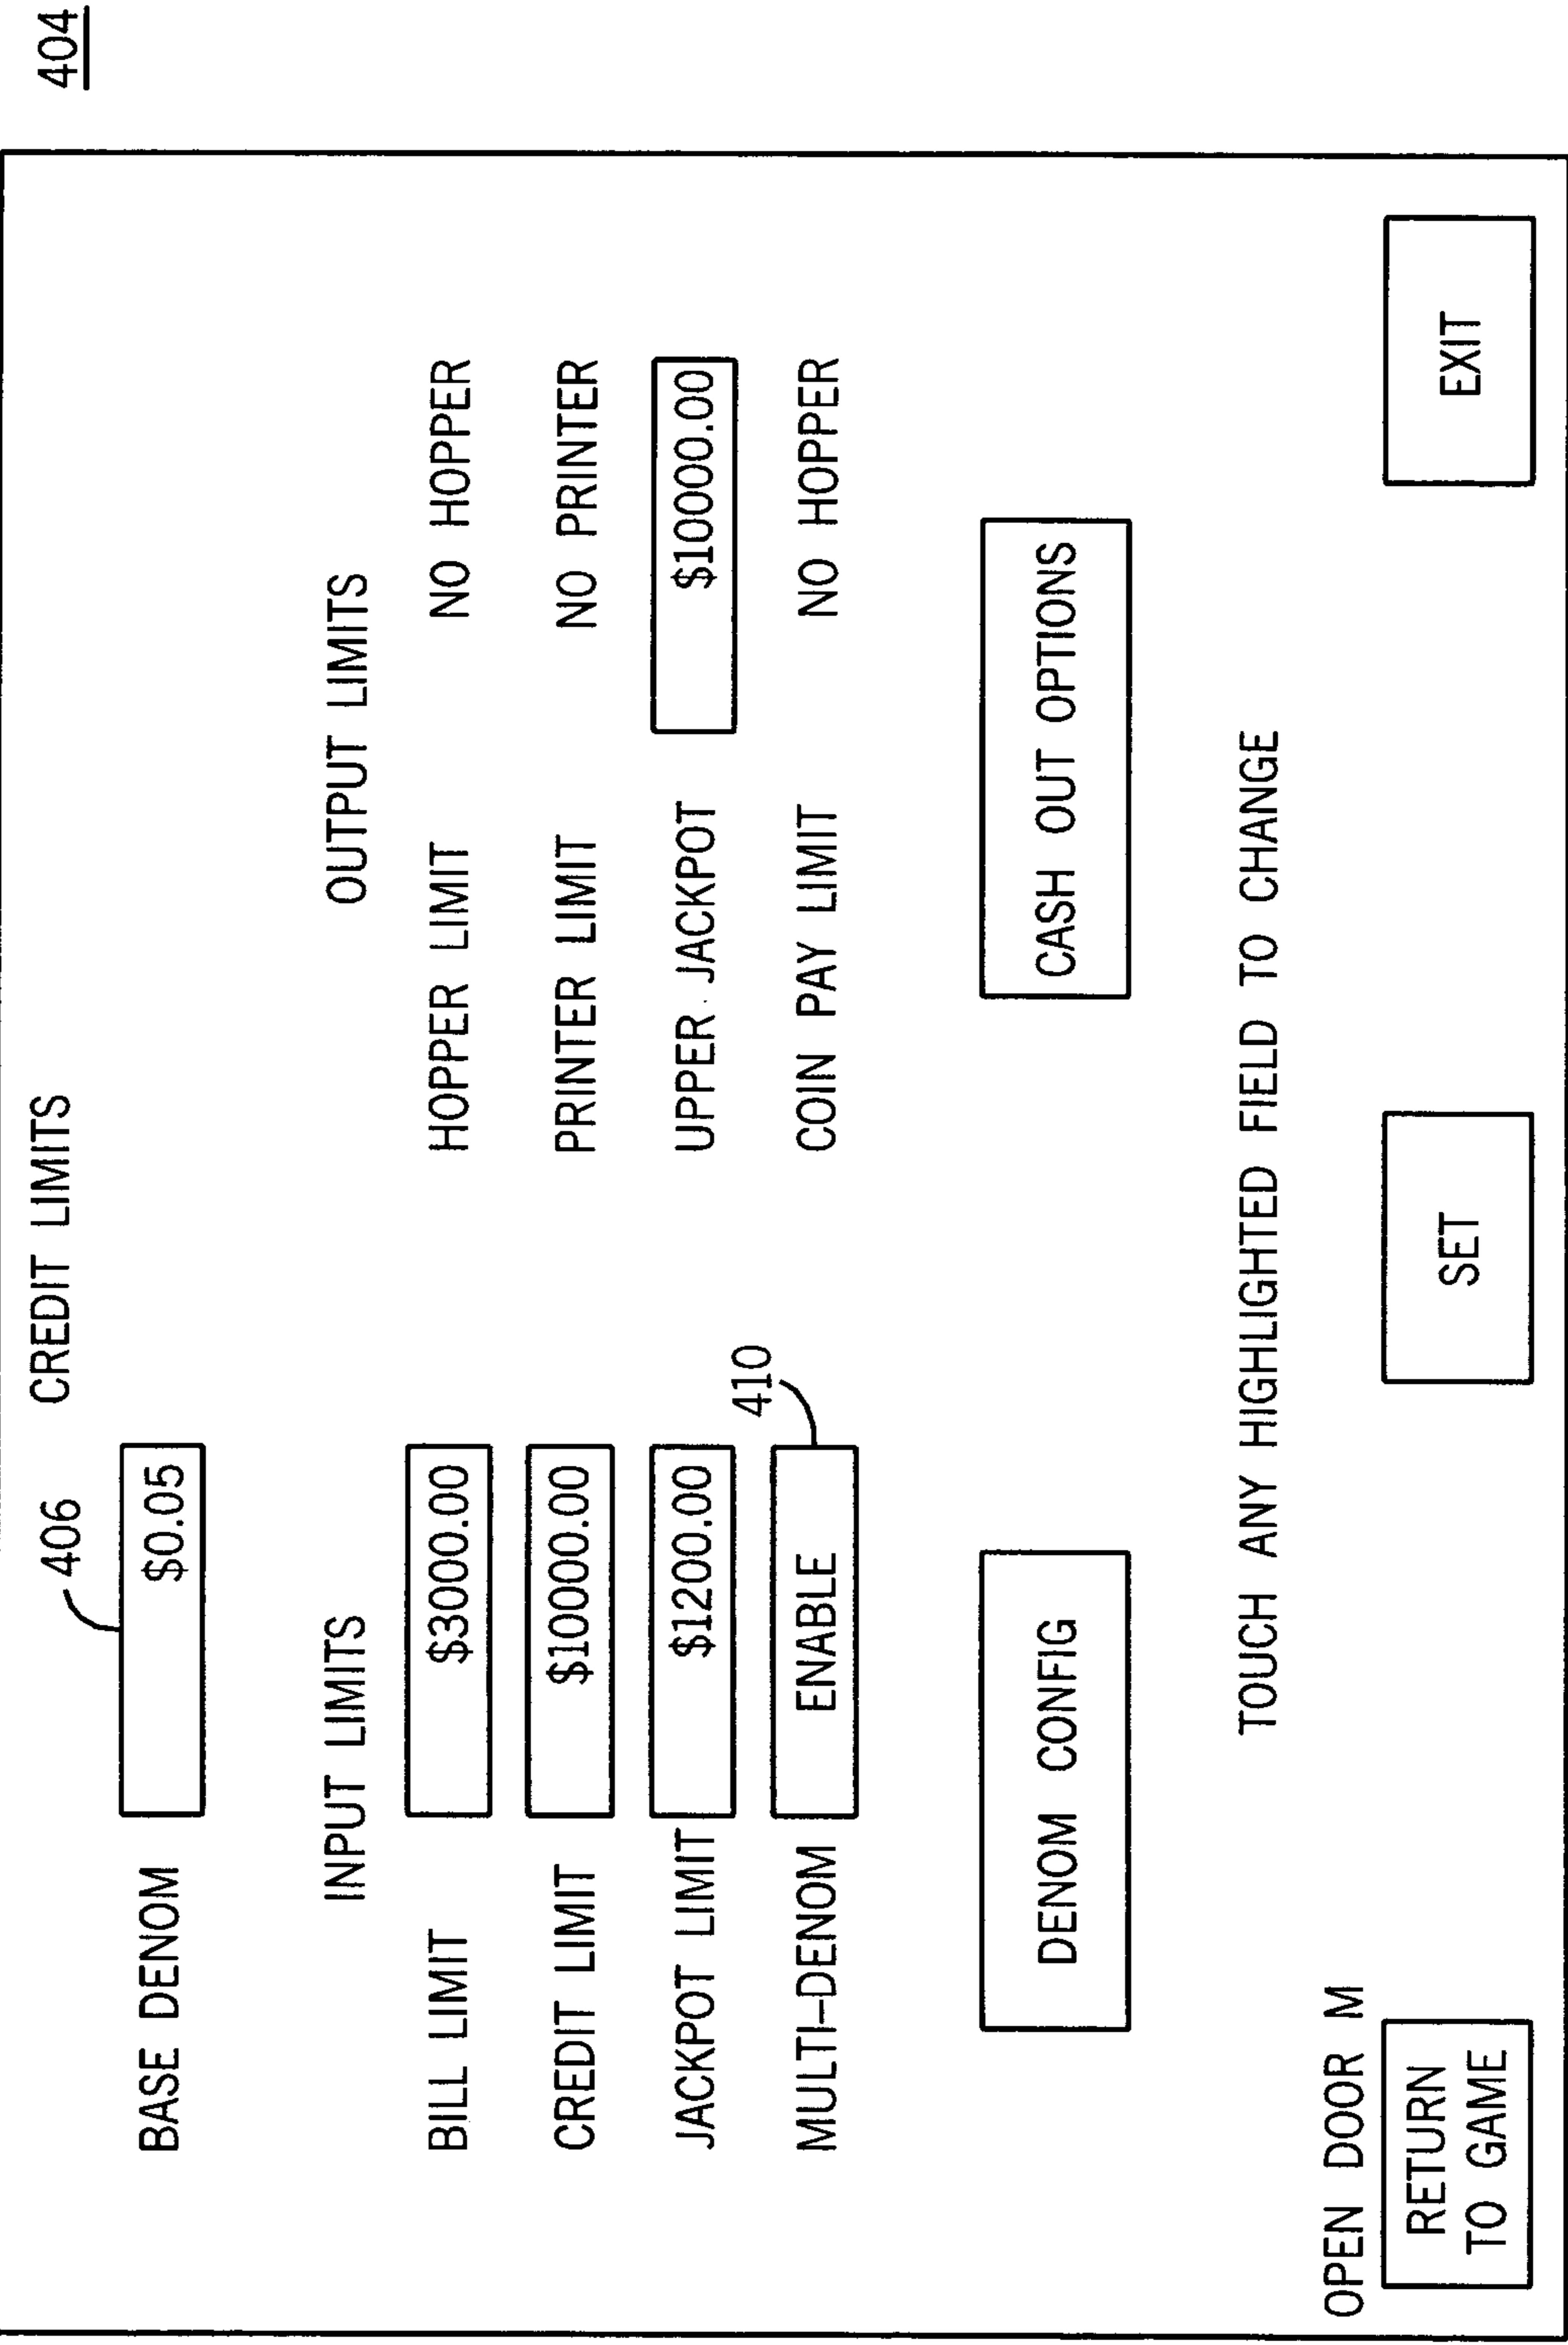 404
CREDIT LIMITS
406
BASE DENOM $0.05
INPUT LIMITS OUTPUT LIMITS
BILL LIMIT $3000.00 HOPPER LIMIT NO HOPPER
CREDIT LIMIT $10000.00 PRINTER LIMIT NO PRINTER
JACKPOT LIMIT $1200.00 UPPER JACKPOT $10000.00
410
MULTI-DENOM ENABLE COIN PAY LIMIT NO HOPPER
DENOM CONFIG CASH OUT OPTIONS
TOUCH ANY HIGHLIGHTED FIELD TO CHANGE
OPEN DOOR M
RETURN
TO GAME
SET
EXIT